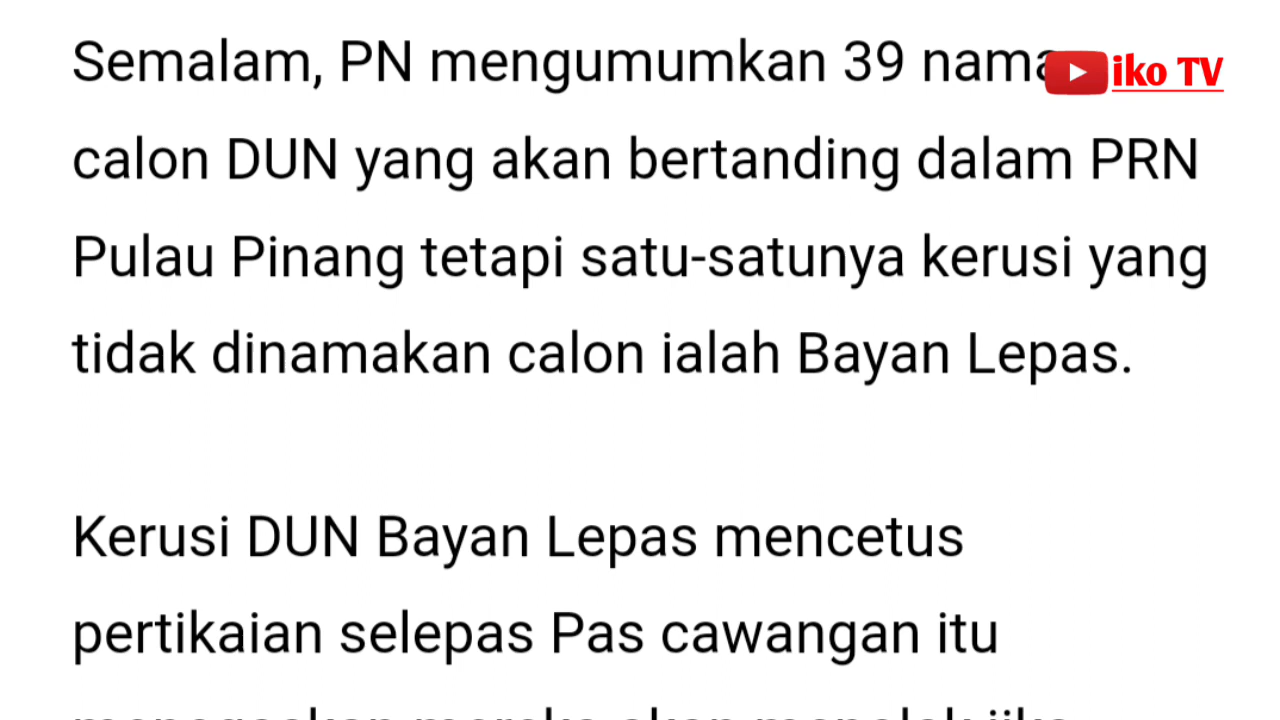 Semalam, PN mengumumkan 39 nama
iko TV
calon DUN yang akan bertanding dalam PRN
Pulau Pinang tetapi satu-satunya kerusi yang
tidak dinamakan calon ialah Bayan Lepas.
Kerusi DUN Bayan Lepas mencetus
pertikaian selepas Pas cawangan itu